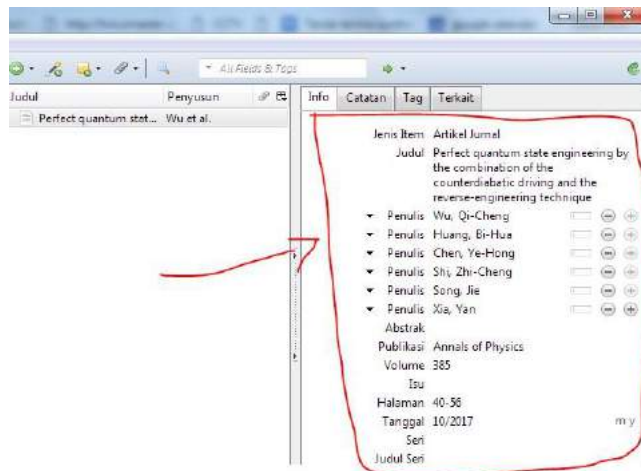 All Fields & Tags
Judul Penyusun
Perfect quantum stat... Wu et al.
Info Catatan Tag Terkait
Jenis Item Artikel Jurnal
Judul Perfect quantum state engineering by
the combination of the
counterdiabatic driving and the
reverse-engineering technique
Penulis Wu, Qi-Cheng
Penulis Huang, Bi-Hua
Penulis Chen, Ye-Hong
Penulis Shi, Zhi-Cheng
Penulis Song, Jie
Penulis Xia, Yan
Abstrak
Publikasi Annals of Physics
Volume 385
Isu
Halaman 40-56
Tanggal 10/2017 m y
Seri
Judul Seri